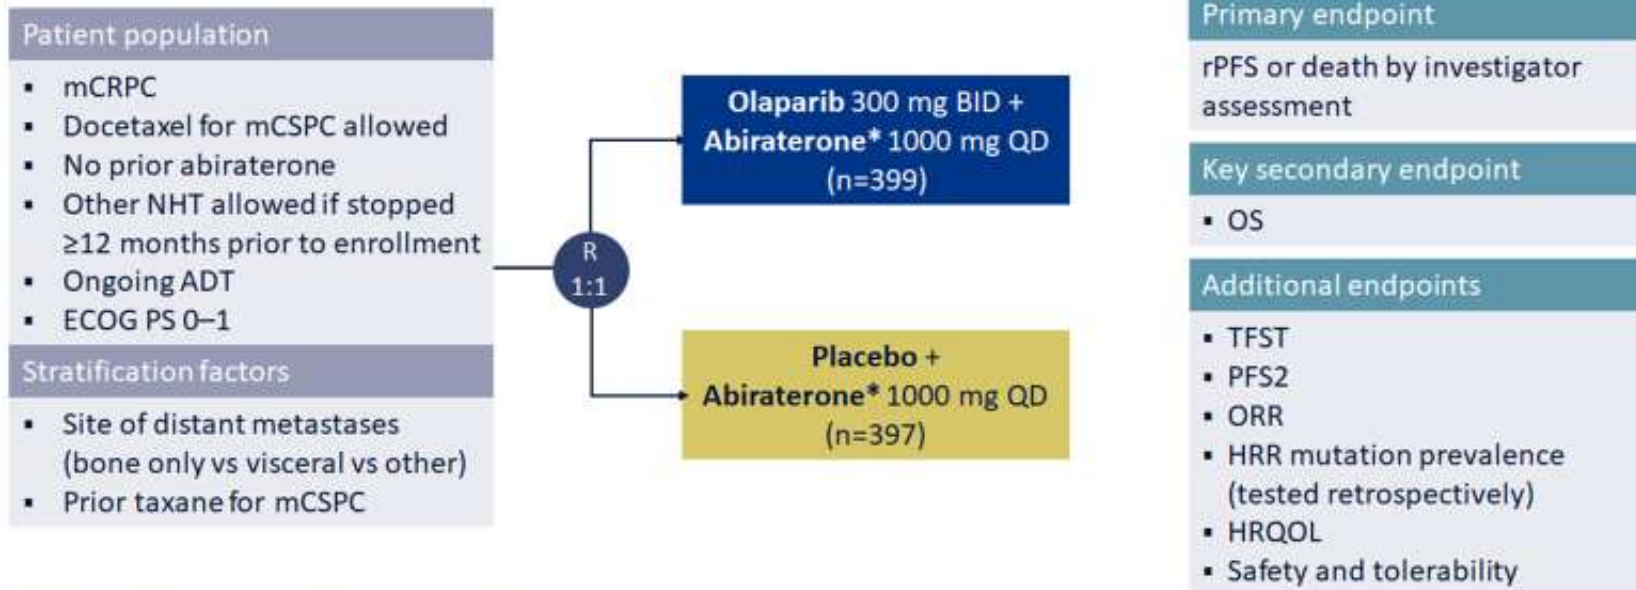 Patient population
▪ mCRPC
▪ Docetaxel for mCSPC allowed
▪ No prior abiraterone
▪ Other NHT allowed if stopped
≥12 months prior to enrollment
▪ Ongoing ADT
▪ ECOG PS 0–1
Stratification factors
▪ Site of distant metastases
(bone only vs visceral vs other)
▪ Prior taxane for mCSPC
R
1:1
Olaparib 300 mg BID +
Abiraterone* 1000 mg QD
(n=399)
Placebo +
Abiraterone* 1000 mg QD
(n=397)
Primary endpoint
rPFS or death by investigator
assessment
Key secondary endpoint
▪ OS
Additional endpoints
▪ TFST
▪ PFS2
▪ ORR
▪ HRR mutation prevalence
(tested retrospectively)
▪ HRQOL
▪ Safety and tolerability